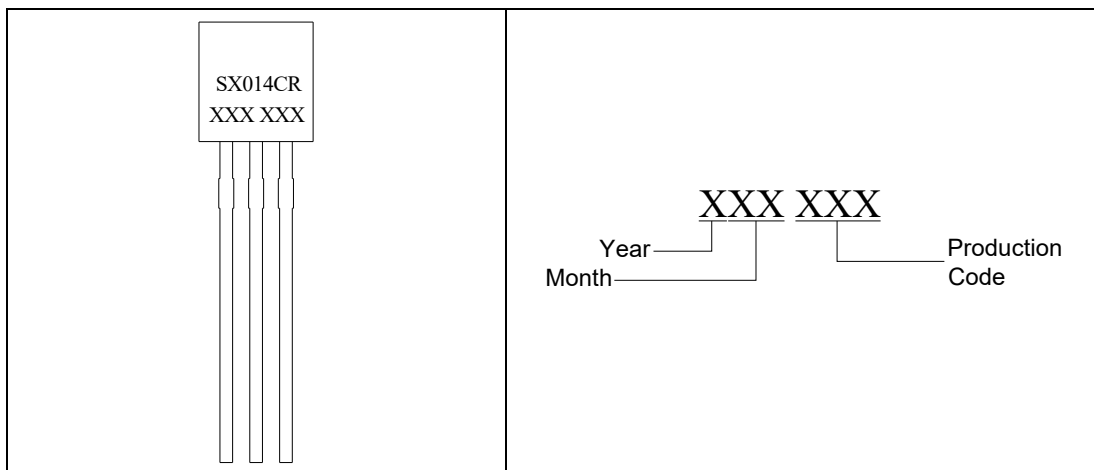 SX014CR
XXX XXX
XXX XXX
Year
Month
Production
Code